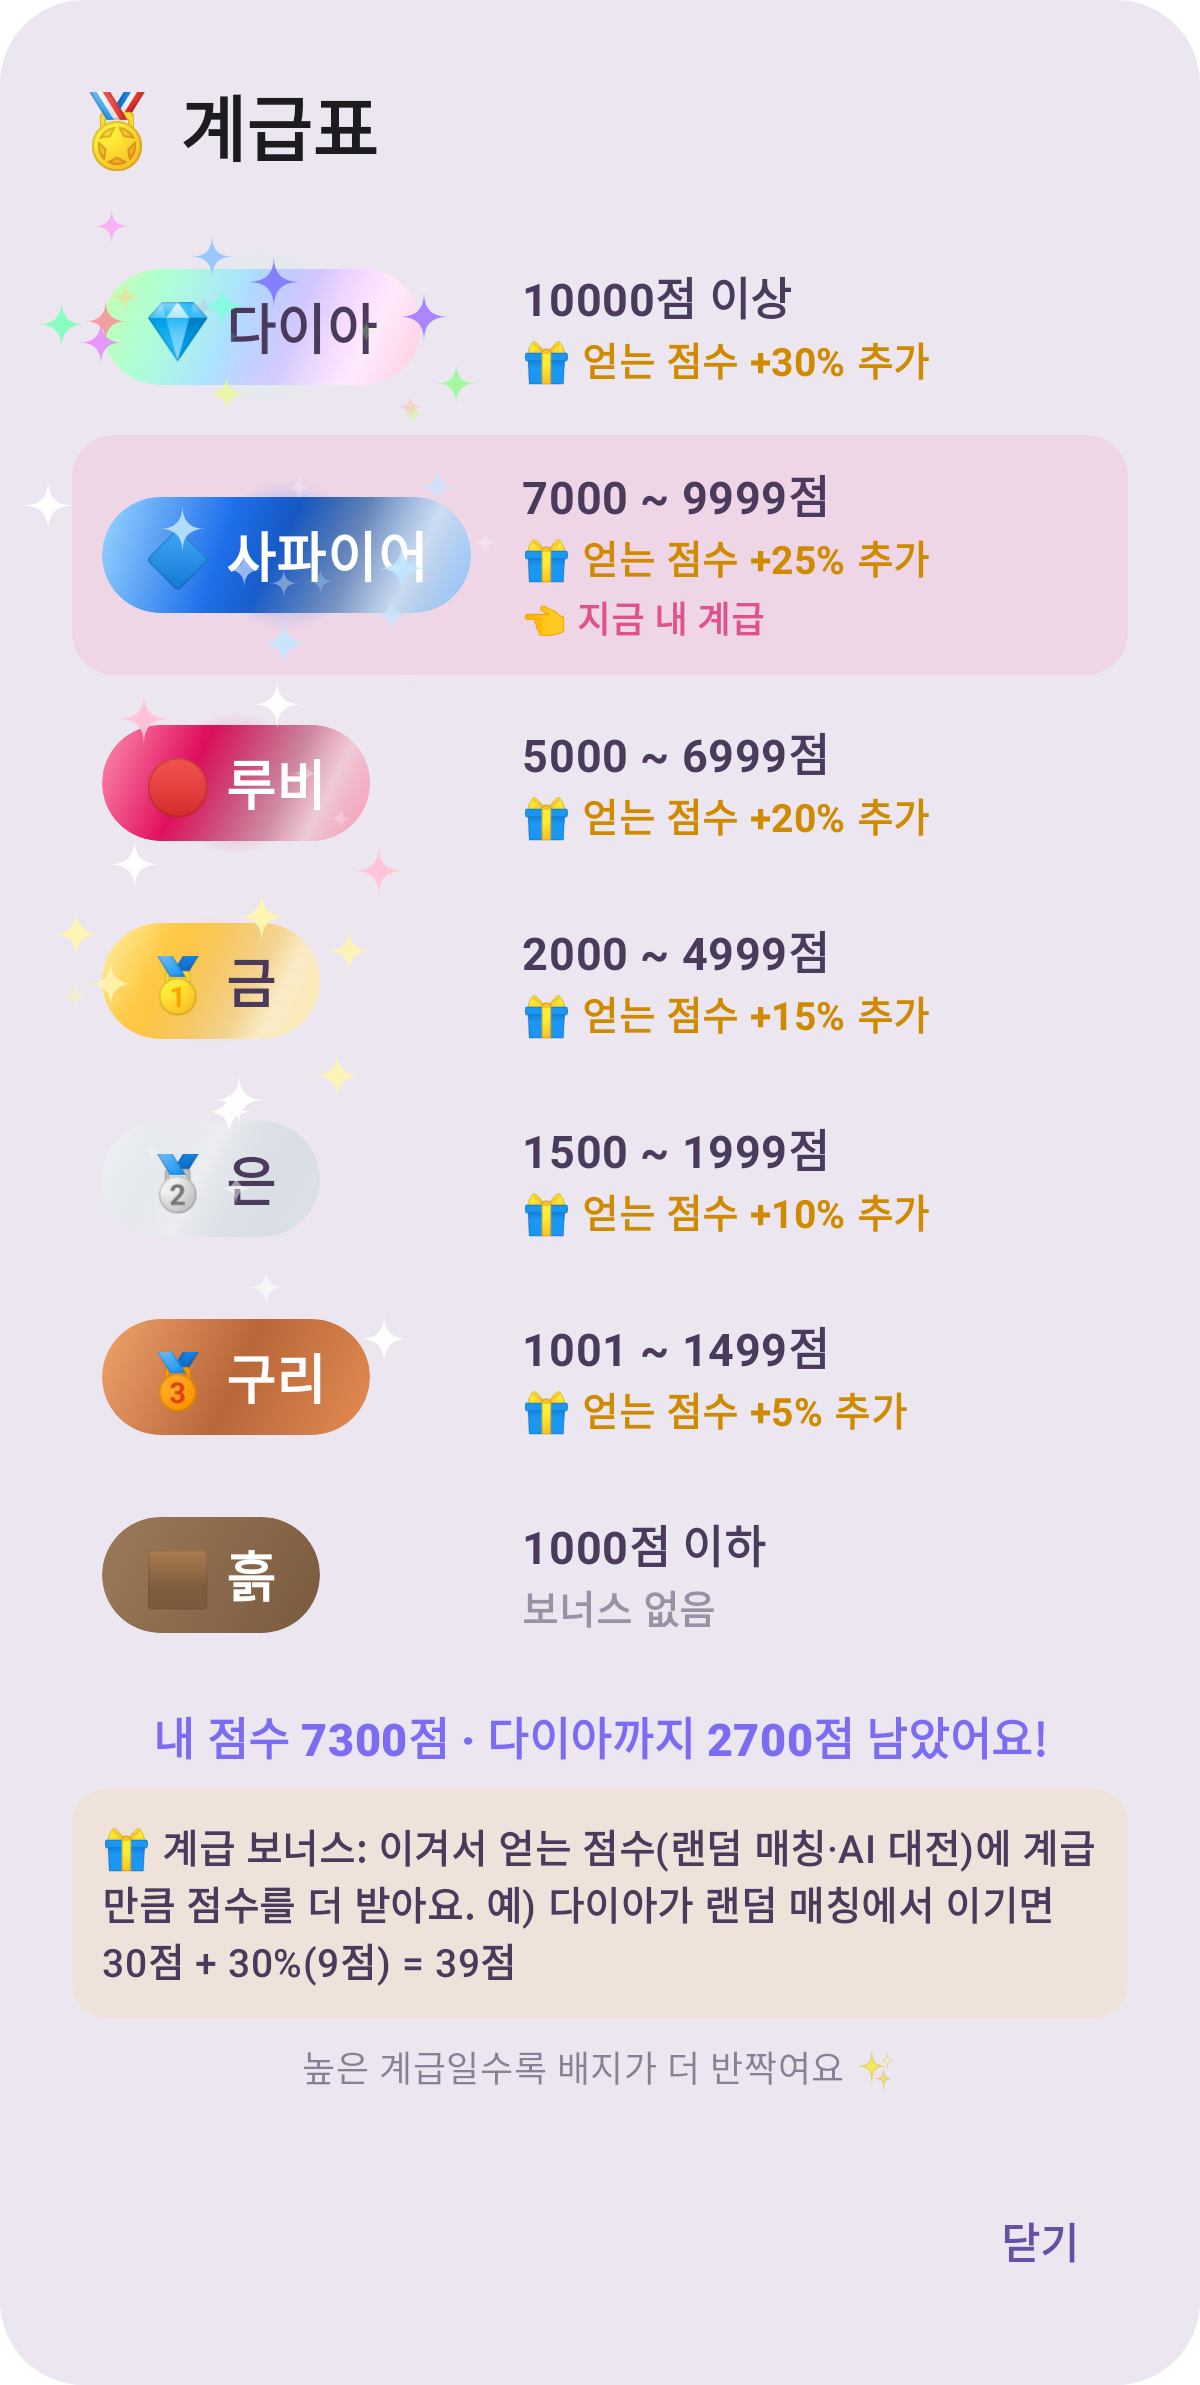 🏅 계급표
💎 다이아
10000점 이상
🎁 얻는 점수 +30% 추가
🔷 사파이어
7000 ~ 9999점
🎁 얻는 점수 +25% 추가
👈 지금 내 계급
🔴 루비
5000 ~ 6999점
🎁 얻는 점수 +20% 추가
🥇 금
2000 ~ 4999점
🎁 얻는 점수 +15% 추가
🥈 은
1500 ~ 1999점
🎁 얻는 점수 +10% 추가
🥉 구리
1001 ~ 1499점
🎁 얻는 점수 +5% 추가
🟫 흙
1000점 이하
보너스 없음
내 점수 7300점 · 다이아까지 2700점 남았어요!
🎁 계급 보너스: 이겨서 얻는 점수(랜덤 매칭·AI 대전)에 계급
만큼 점수를 더 받아요. 예) 다이아가 랜덤 매칭에서 이기면
30점 + 30%(9점) = 39점
높은 계급일수록 배지가 더 반짝여요 ✨
닫기